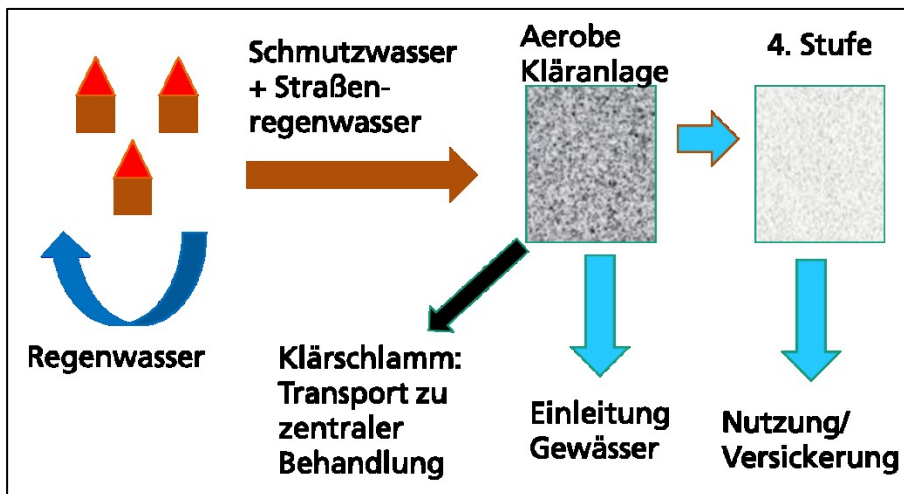 Schmutzwasser
+ Straßen-
regenwasser
Aerobe
Kläranlage
4. Stufe
Regenwasser
Klärschlamm:
Transport zu
zentraler
Behandlung
Einleitung
Gewässer
Nutzung/
Versickerung